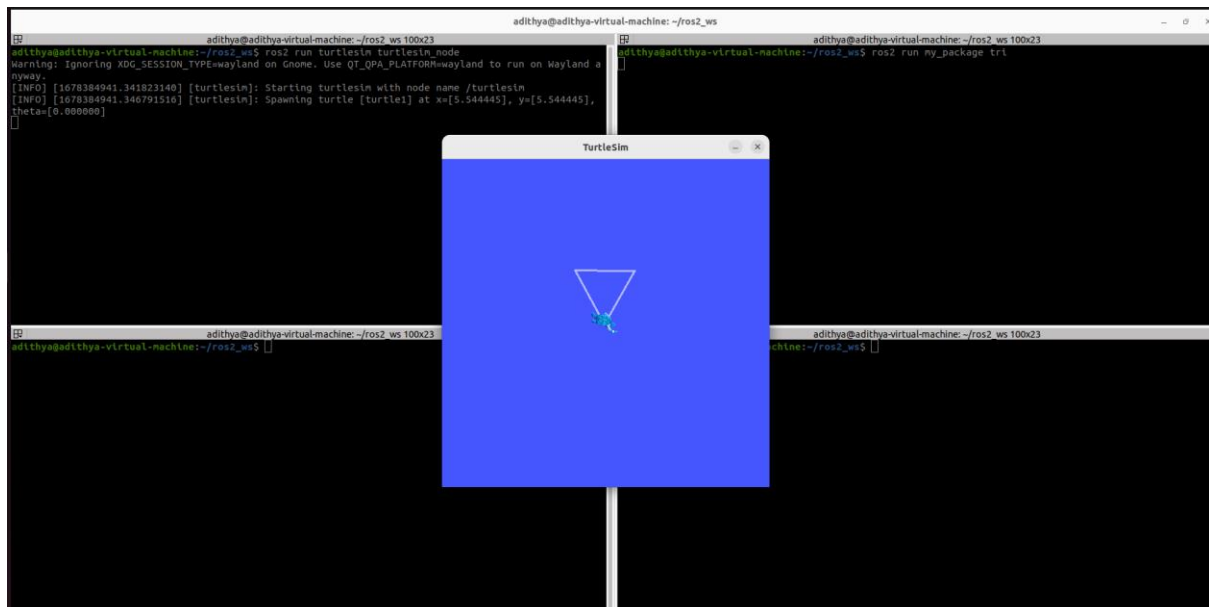 adithya@adithya-virtual-machine: ~/ros2_ws
adithya@adithya-virtual-machine: ~/ros2_ws 100x23
adithya@adithya-virtual-machine:~/ros2_ws$ ros2 run turtlesim turtlesim_node
Warning: Ignoring XDG_SESSION_TYPE=wayland on Gnome. Use QT_QPA_PLATFORM=wayland to run on Wayland a
nyway.
[INFO] [1678384941.341823140] [turtlesim]: Starting turtlesim with node name /turtlesim
[INFO] [1678384941.346791516] [turtlesim]: Spawning turtle [turtle1] at x=[5.544445], y=[5.544445],
theta=[0.000000]
adithya@adithya-virtual-machine: ~/ros2_ws 100x23
adithya@adithya-virtual-machine:~/ros2_ws$ ros2 run my_package tri
TurtleSim
adithya@adithya-virtual-machine: ~/ros2_ws 100x23
adithya@adithya-virtual-machine:~/ros2_ws$
adithya@adithya-virtual-machine: ~/ros2_ws 100x23
chine:~/ros2_ws$